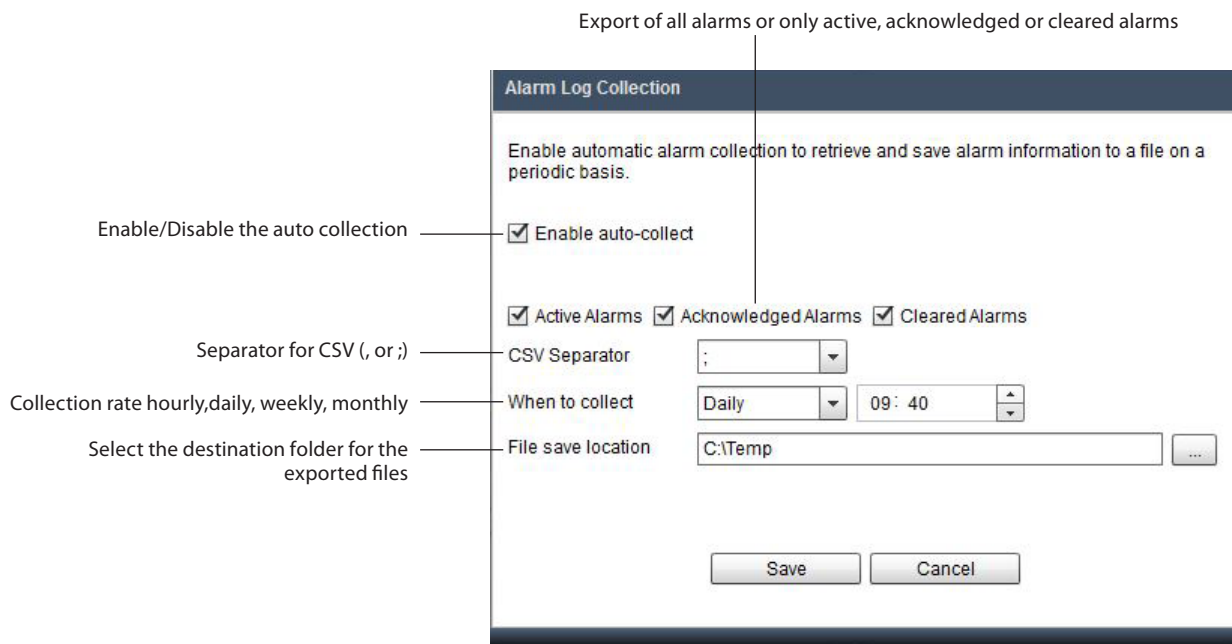 Export of all alarms or only active, acknowledged or cleared alarms
Alarm Log Collection
Enable automatic alarm collection to retrieve and save alarm information to a file on a
periodic basis.
Enable/Disable the auto collection
Enable auto-collect
Active Alarms Acknowledged Alarms Cleared Alarms
Separator for CSV (, or ;)
CSV Separator ;
Collection rate hourly,daily, weekly, monthly
When to collect Daily 09: 40
Select the destination folder for the
exported files
File save location C:\Temp ...
Save Cancel